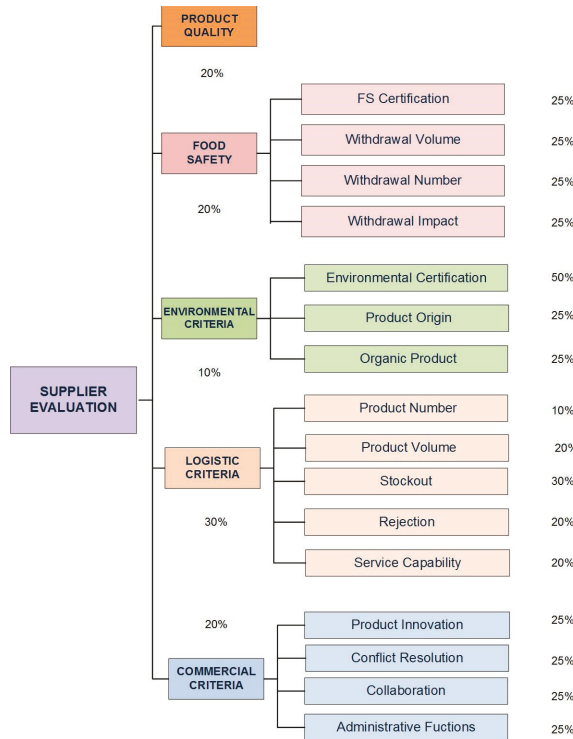 PRODUCT
QUALITY
20%
FS Certification 25%
Withdrawal Volume 25%
FOOD
SAFETY
Withdrawal Number 25%
20%
Withdrawal Impact 25%
Environmental Certification 50%
ENVIRONMENTAL
CRITERIA
Product Origin 25%
Organic Product 25%
10%
SUPPLIER
EVALUATION
Product Number 10%
Product Volume 20%
LOGISTIC
CRITERIA
Stockout 30%
30%
Rejection 20%
Service Capability 20%
20%
Product Innovation 25%
Conflict Resolution 25%
COMMERCIAL
CRITERIA
Collaboration 25%
Administrative Fuctions 25%